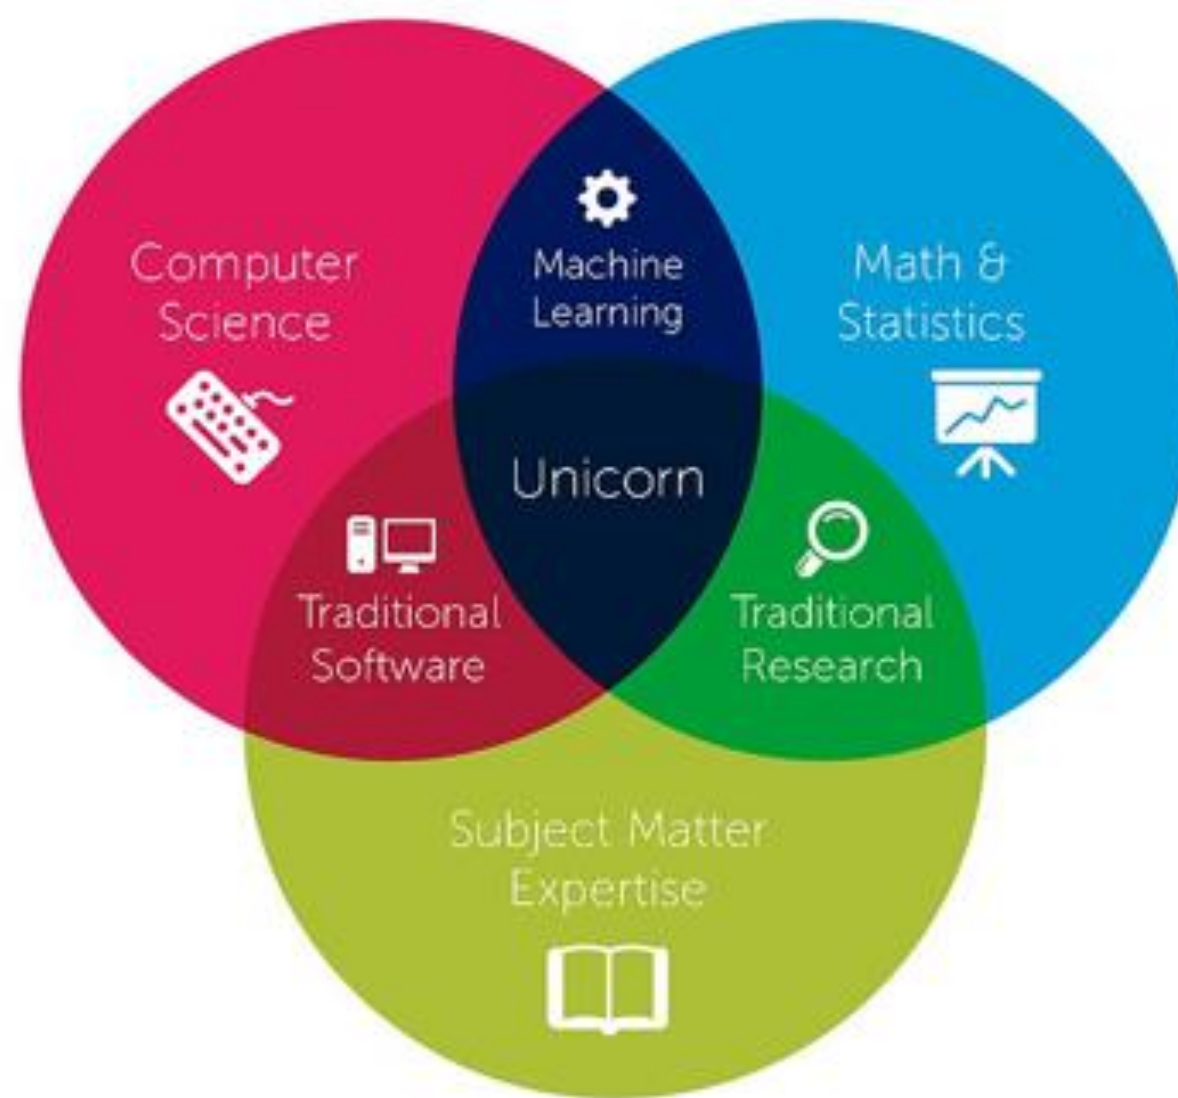 Computer
Science
Machine
Learning
Math &
Statistics
Unicorn
Traditional
Software
Traditional
Research
Subject Matter
Expertise